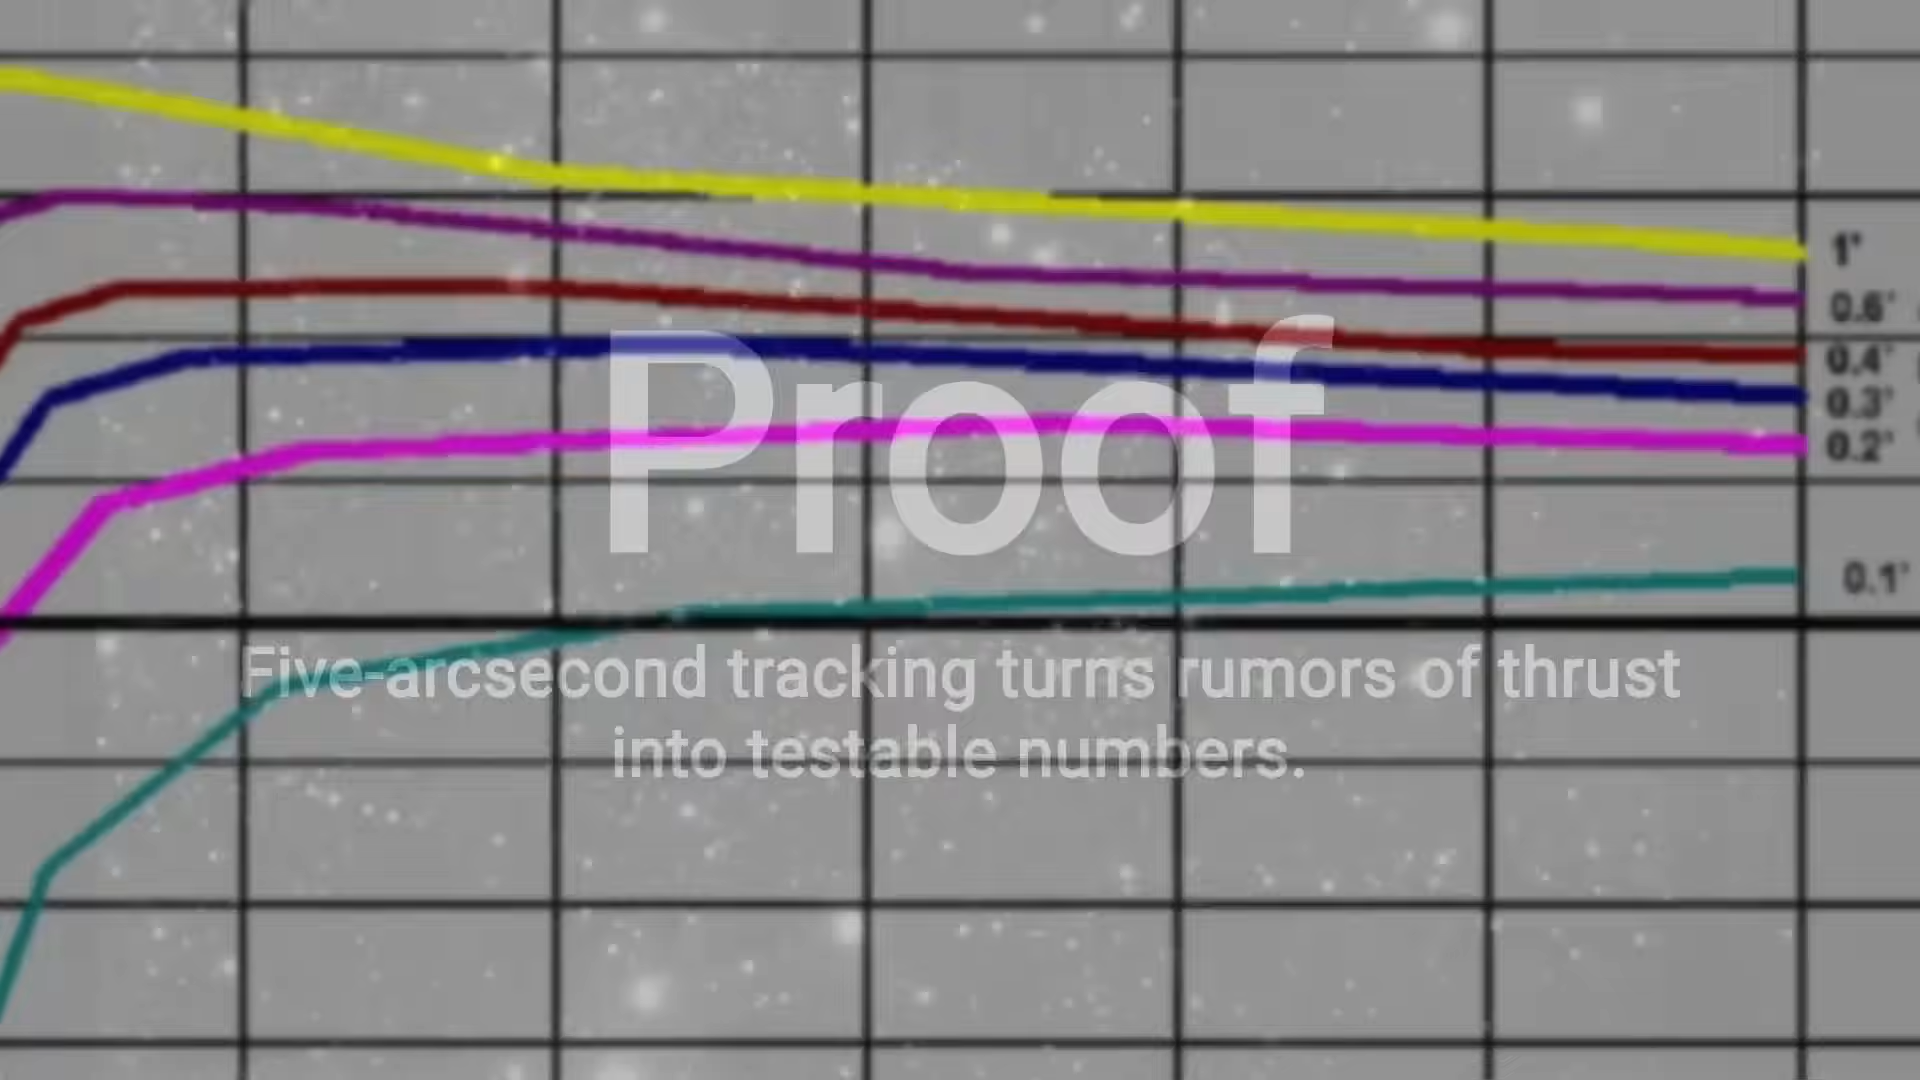 Proof
Five-arcsecond tracking turns rumors of thrust
into testable numbers.
1'
0.6'
0.4'
0.3'
0.2'
0.1'